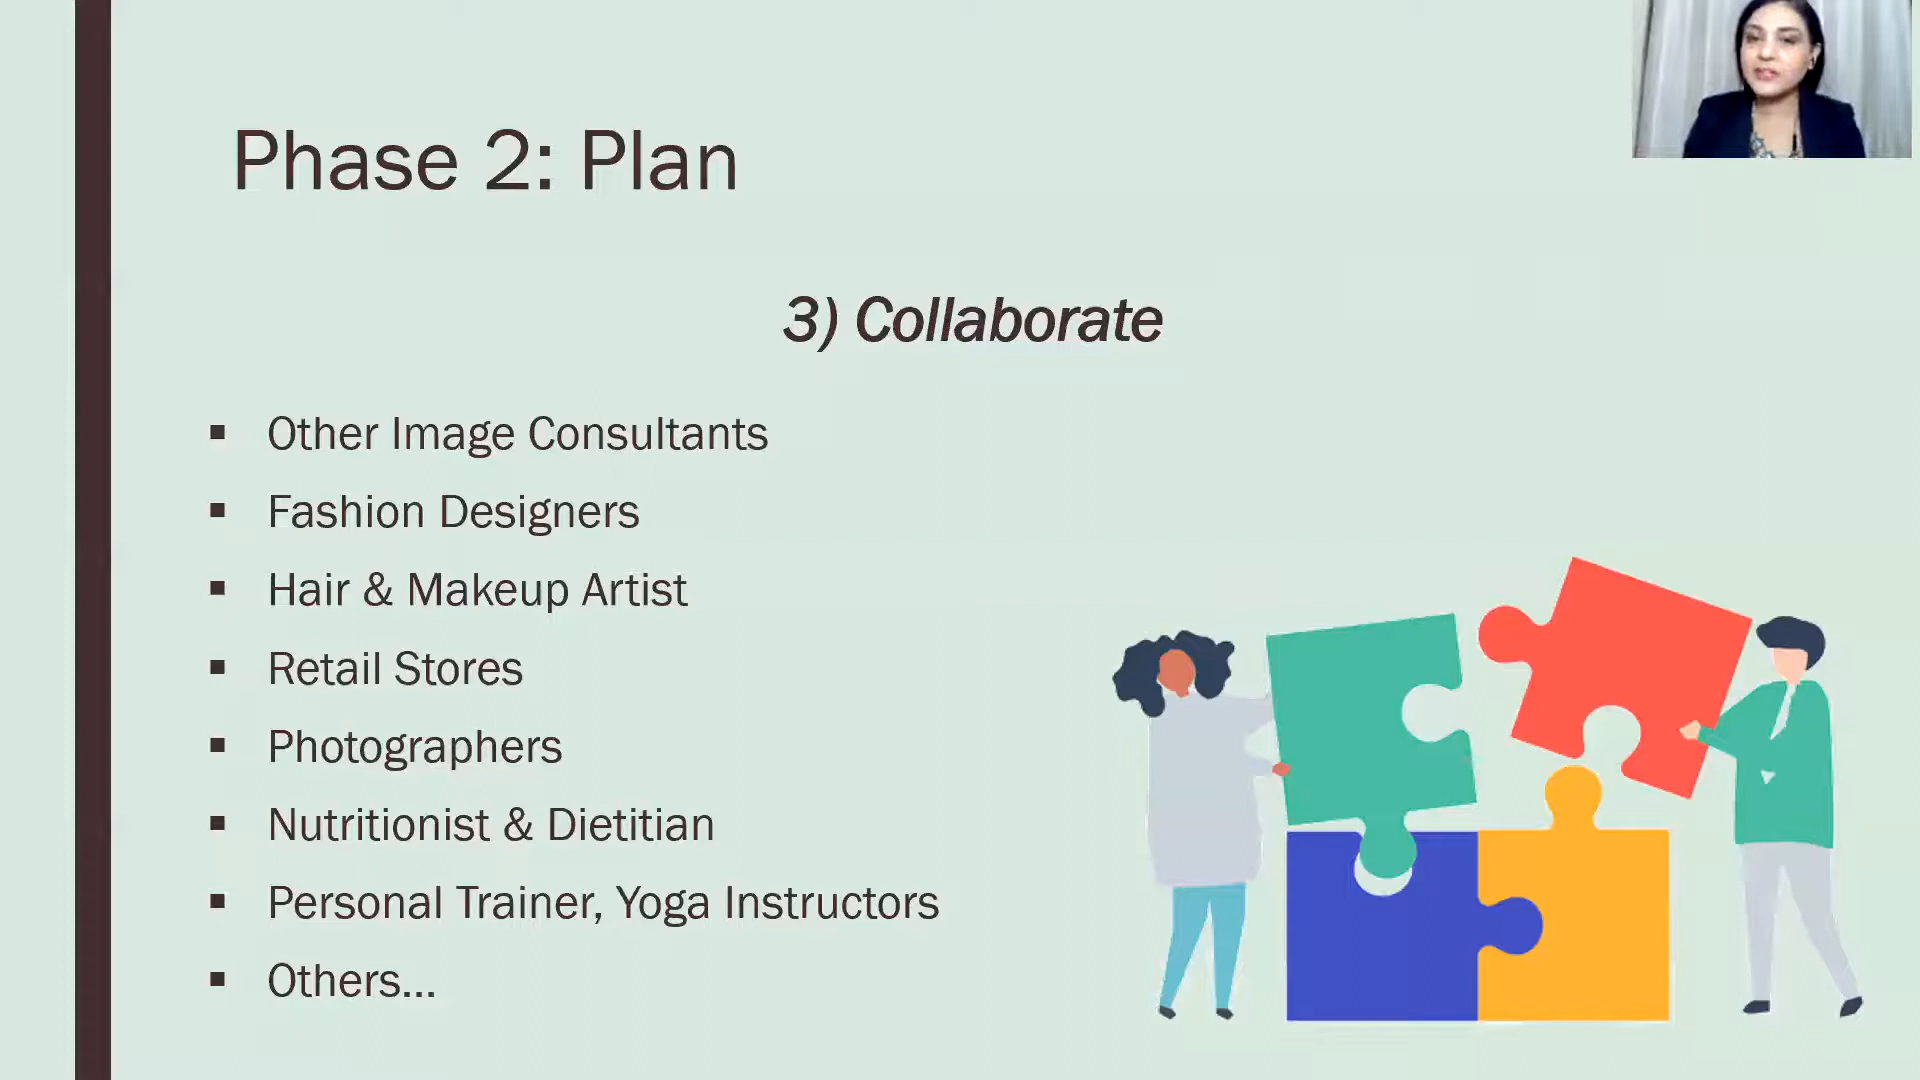 Phase 2: Plan
3) Collaborate
▪ Other Image Consultants
▪ Fashion Designers
▪ Hair & Makeup Artist
▪ Retail Stores
▪ Photographers
▪ Nutritionist & Dietitian
▪ Personal Trainer, Yoga Instructors
▪ Others...